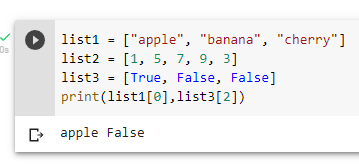 list1 = ["apple", "banana", "cherry"]
list2 = [1, 5, 7, 9, 3]
list3 = [True, False, False]
print(list1[0],list3[2])
0s
apple False